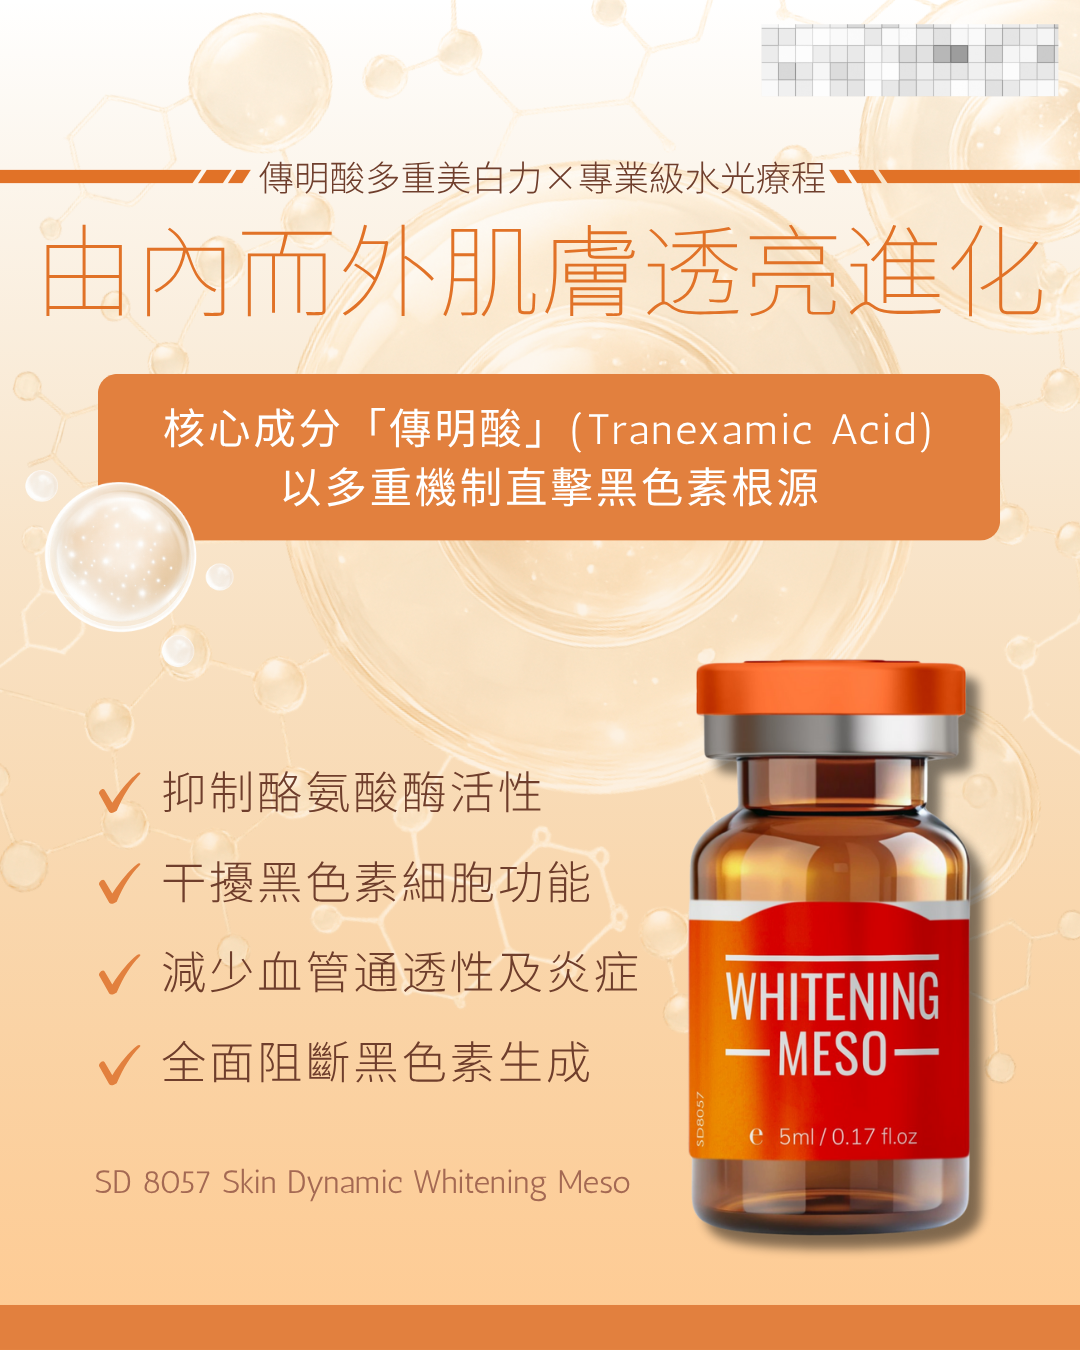 傳明酸多重美白力×專業級水光療程
由內而外肌膚透亮進化
核心成分「傳明酸」(Tranexamic Acid)
以多重機制直擊黑色素根源
抑制酪氨酸酶活性
干擾黑色素細胞功能
減少血管通透性及炎症
全面阻斷黑色素生成
SD 8057 Skin Dynamic Whitening Meso
WHITENING
MESO
SD8057
e 5ml / 0.17 fl.oz